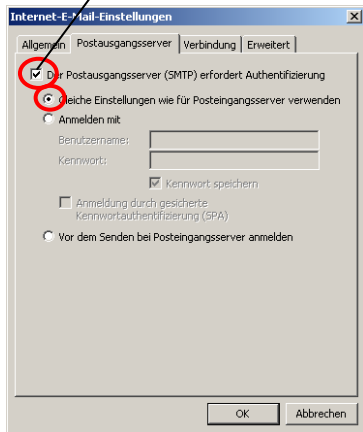 Internet-E-Mail-Einstellungen
Allgemein Postausgangsserver Verbindung Erweitert
Der Postausgangsserver (SMTP) erfordert Authentifizierung
Gleiche Einstellungen wie für Posteingangsserver verwenden
Anmelden mit
Benutzername:
Kennwort:
Kennwort speichern
Anmeldung durch gesicherte
Kennwortauthentifizierung (SPA)
Vor dem Senden bei Posteingangsserver anmelden
OK Abbrechen